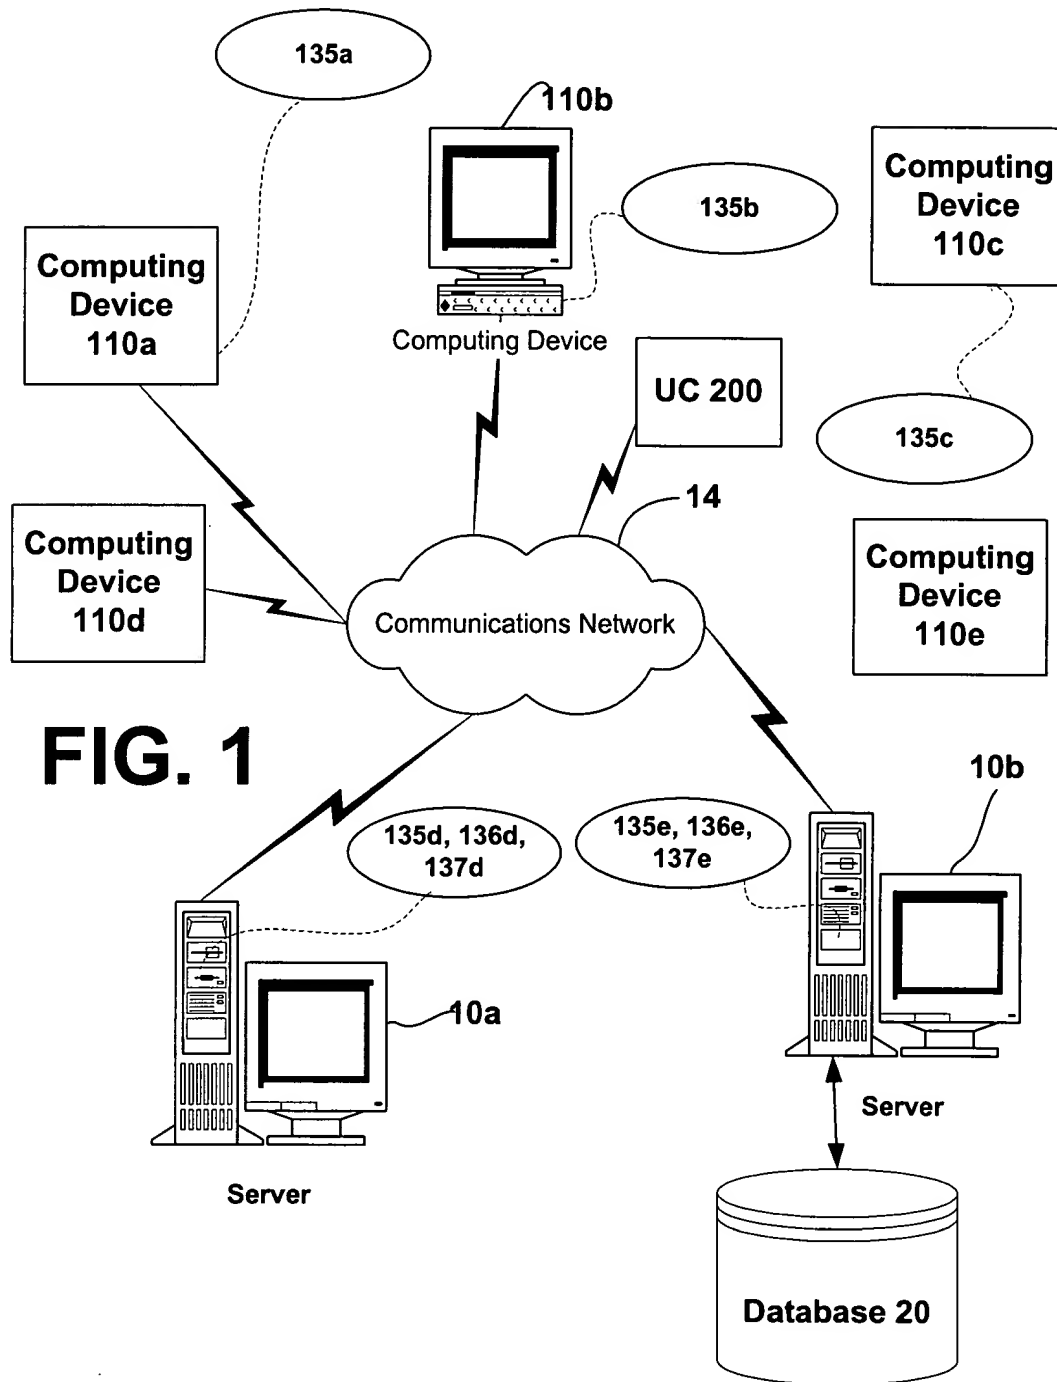 135a
110b
Computing
Device
110c
135b
Computing
Device
110a
Computing Device
UC 200
135c
14
Computing
Device
110d
Computing
Device
110e
Communications Network
FIG. 1
10b
135d, 136d,
137d
135e, 136e,
137e
10a
Server
Server
Database 20